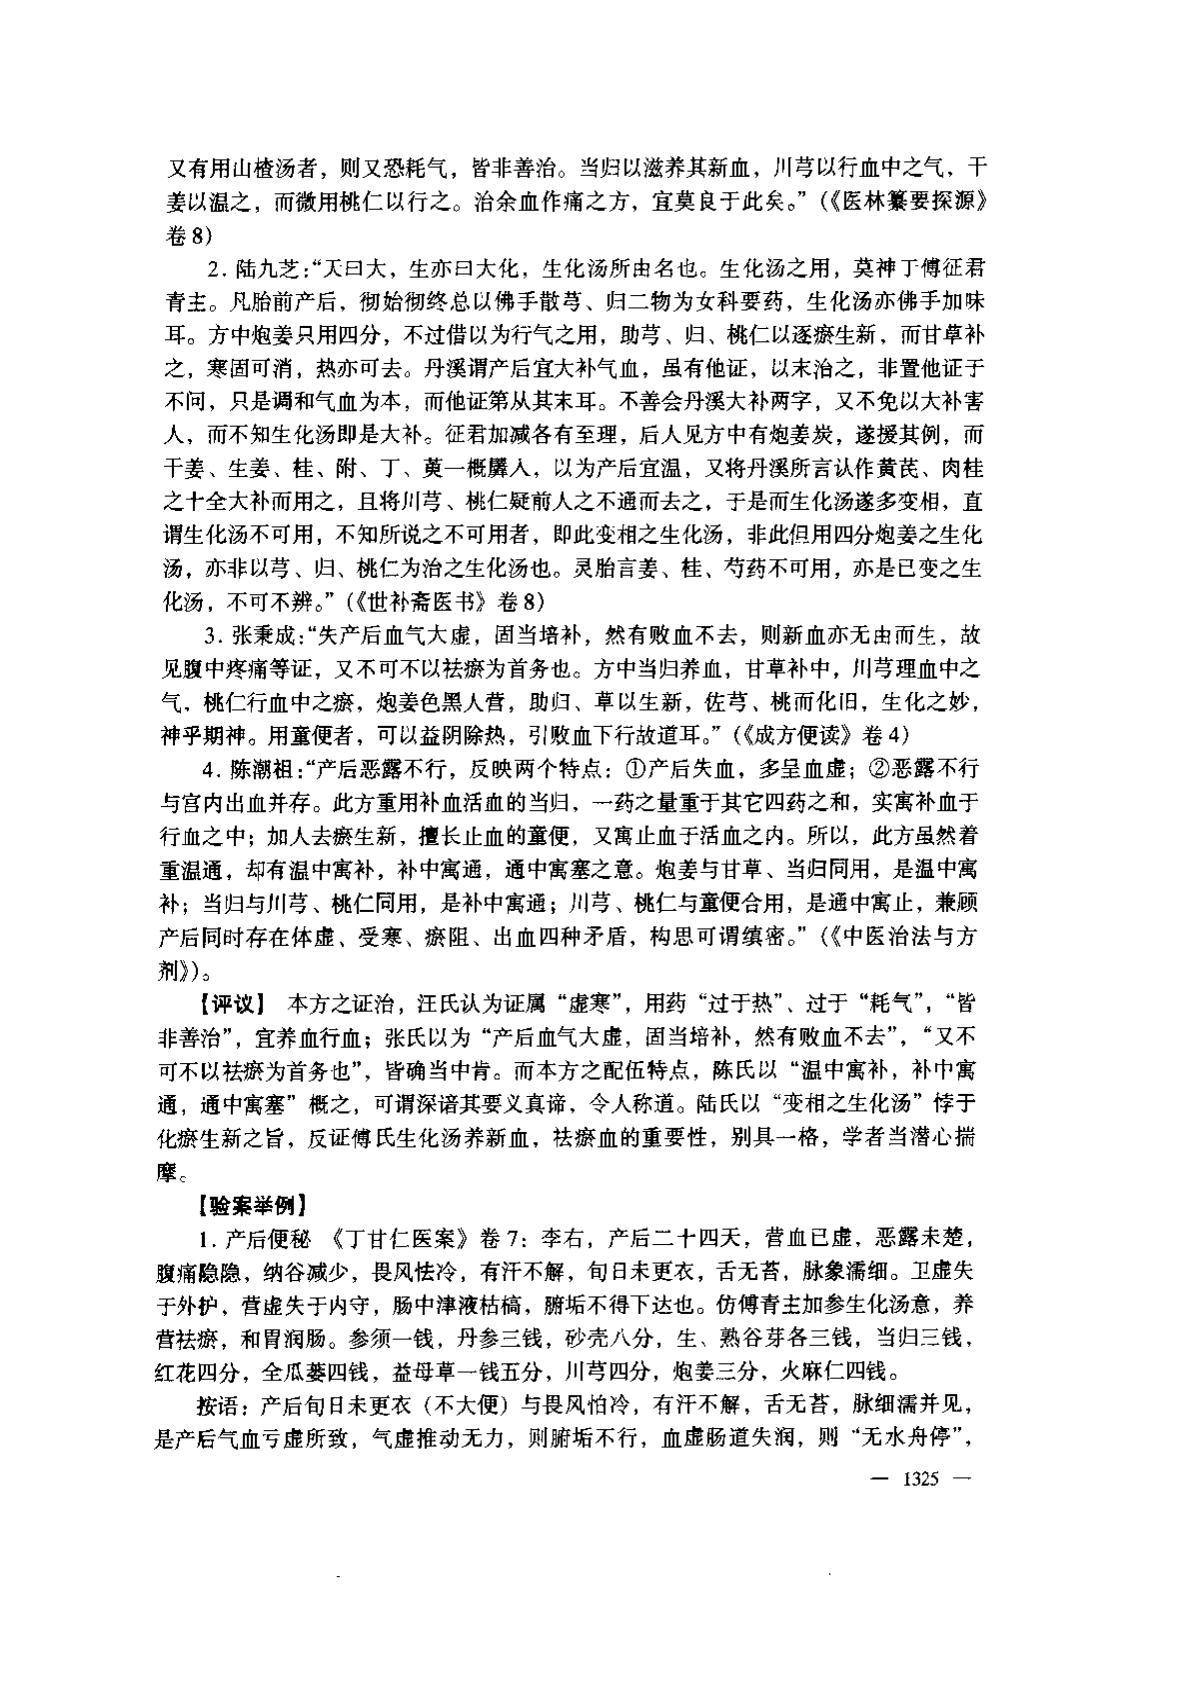 又有用山楂汤者，则又恐耗气，皆非善治。当归以滋养其新血，川芎以行血中之气，干
姜以温之，而微用桃仁以行之。治余血作痛之方，宜莫良于此矣。”（《医林纂要探源》
卷8）
2. 陆九芝：“天曰大，生亦曰大化，生化汤所由名也。生化汤之用，莫神丁傅征君
青主。凡胎前产后，彻始彻终总以佛手散芎、归二物为女科要药，生化汤亦佛手加味
耳。方中炮姜只用四分，不过借以为行气之用，助芎、归、桃仁以逐瘀生新，而甘草补
之，寒固可消，热亦可去。丹溪谓产后宜大补气血，虽有他证，以末治之，非置他证于
不问，只是调和气血为本，而他证第从其末耳。不善会丹溪大补两字，又不免以大补害
人，而不知生化汤即是大补。征君加减各有至理，后人见方中有炮姜炭，遂援其例，而
干姜、生姜、桂、附、丁、萸一概羼入，以为产后宜温，又将丹溪所言认作黄芪、肉桂
之十全大补而用之，且将川芎、桃仁疑前人之不通而去之，于是而生化汤遂多变相，直
谓生化汤不可用，不知所说之不可用者，即此变相之生化汤，非此但用四分炮姜之生化
汤，亦非以芎、归、桃仁为治之生化汤也。灵胎言姜、桂、芍药不可用，亦是已变之生
化汤，不可不辨。”（《世补斋医书》卷8）
3. 张秉成：“失产后血气大虚，固当培补，然有败血不去，则新血亦无由而生，故
见腹中疼痛等证，又不可不以祛瘀为首务也。方中当归养血，甘草补中，川芎理血中之
气，桃仁行血中之瘀，炮姜色黑人营，助归、草以生新，佐芎、桃而化旧，生化之妙，
神乎期神。用童便者，可以益阴除热，引败血下行故道耳。”（《成方便读》卷4）
4. 陈潮祖：“产后恶露不行，反映两个特点：①产后失血，多呈血虚；②恶露不行
与宫内出血并存。此方重用补血活血的当归，一药之量重于其它四药之和，实寓补血于
行血之中；加人去瘀生新，擅长止血的童便，又寓止血于活血之内。所以，此方虽然着
重温通，却有温中寓补，补中寓通，通中寓塞之意。炮姜与甘草、当归同用，是温中寓
补；当归与川芎、桃仁同用，是补中寓通；川芎、桃仁与童便合用，是通中寓止，兼顾
产后同时存在体虚、受寒、瘀阻、出血四种矛盾，构思可谓缜密。”（《中医治法与方
剂》）。
【评议】 本方之证治，汪氏认为证属“虚寒”，用药“过于热”、过于“耗气”，“皆
非善治”，宜养血行血；张氏以为“产后血气大虚，固当培补，然有败血不去”，“又不
可不以祛瘀为首务也”，皆确当中肯。而本方之配伍特点，陈氏以“温中寓补，补中寓
通，通中寓塞”概之，可谓深谙其要义真谛，令人称道。陆氏以“变相之生化汤”悖于
化瘀生新之旨，反证傅氏生化汤养新血，祛瘀血的重要性，别具一格，学者当潜心揣
摩。
【验案举例】
1. 产后便秘 《丁甘仁医案》卷7：李右，产后二十四天，营血已虚，恶露未楚，
腹痛隐隐，纳谷减少，畏风怯冷，有汗不解，旬日未更衣，舌无苔，脉象濡细。卫虚失
于外护，营虚失于内守，肠中津液枯槁，腑垢不得下达也。仿傅青主加参生化汤意，养
营祛瘀，和胃润肠。参须一钱，丹参三钱，砂壳八分，生、熟谷芽各三钱，当归三钱，
红花四分，全瓜蒌四钱，益母草一钱五分，川芎四分，炮姜三分，火麻仁四钱。
按语：产后旬日未更衣（不大便）与畏风怕冷，有汗不解，舌无苔，脉细濡并见，
是产后气血亏虚所致，气虚推动无力，则腑垢不行，血虚肠道失润，则“无水舟停”，
— 1325 —